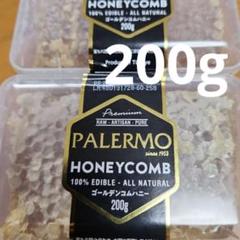 HONEYCOMB
100% EDIBLE - ALL NATURAL
ゴールデンコムハニー
200g
200g
Premium
RAW - ARTISAN - PURE
PALERMO
since 1953
HONEYCOMB
100% EDIBLE - ALL NATURAL
ゴールデンコムハニー
200g